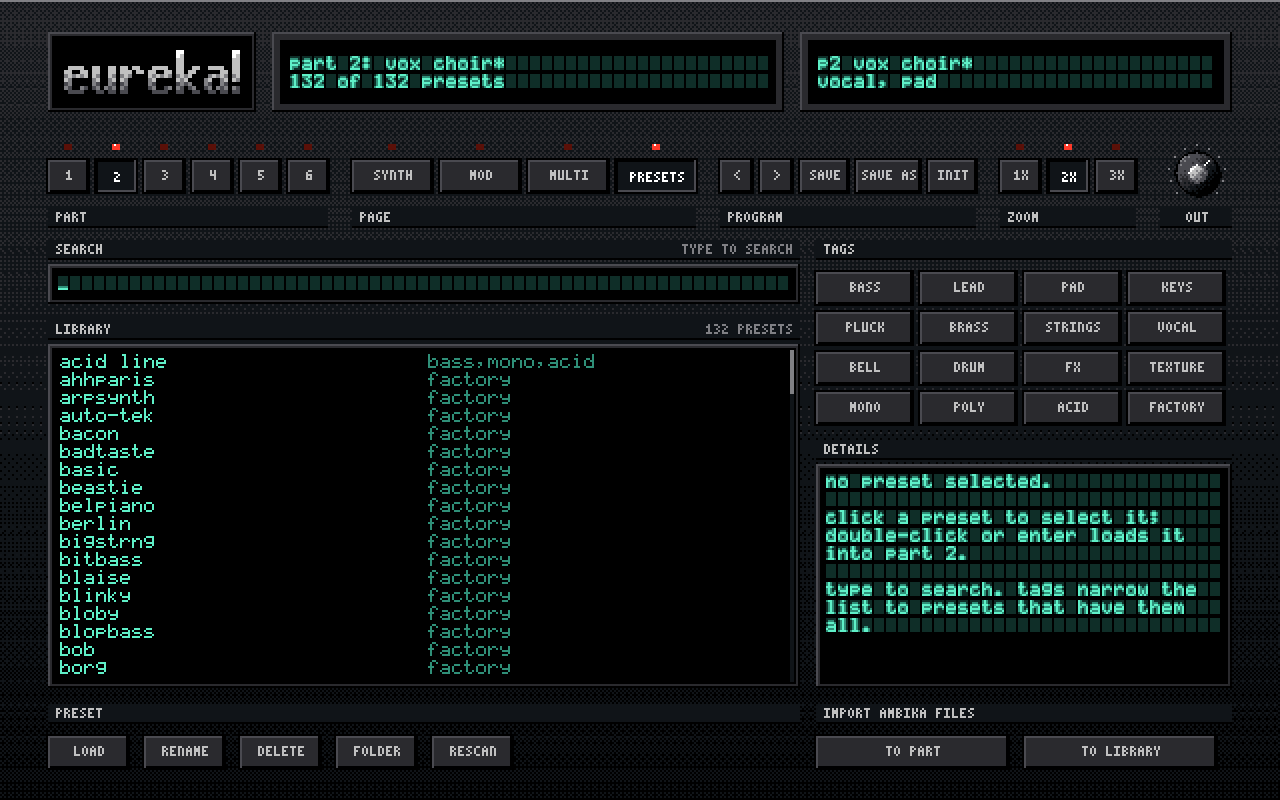 eureka!
part 2: vox choir*
132 of 132 presets
p2 vox choir*
vocal, pad
1 2 3 4 5 6 SYNTH MOD MULTI PRESETS < > SAVE SAVE AS INIT 1X 2X 3X
PART PAGE PROGRAM ZOOM OUT
SEARCH TYPE TO SEARCH
_
LIBRARY 132 PRESETS
acid line bass,mono,acid
ahhparis factory
arpsynth factory
auto-tek factory
bacon factory
badtaste factory
basic factory
beastie factory
belpiano factory
berlin factory
bigstrng factory
bitbass factory
blaise factory
blinky factory
bloby factory
blopbass factory
bob factory
borg factory
PRESET
LOAD RENAME DELETE FOLDER RESCAN
TAGS
BASS LEAD PAD KEYS
PLUCK BRASS STRINGS VOCAL
BELL DRUM FX TEXTURE
MONO POLY ACID FACTORY
DETAILS
no preset selected.
click a preset to select it;
double-click or enter loads it
into part 2.
type to search. tags narrow the
list to presets that have them
all.
IMPORT AMBIKA FILES
TO PART TO LIBRARY